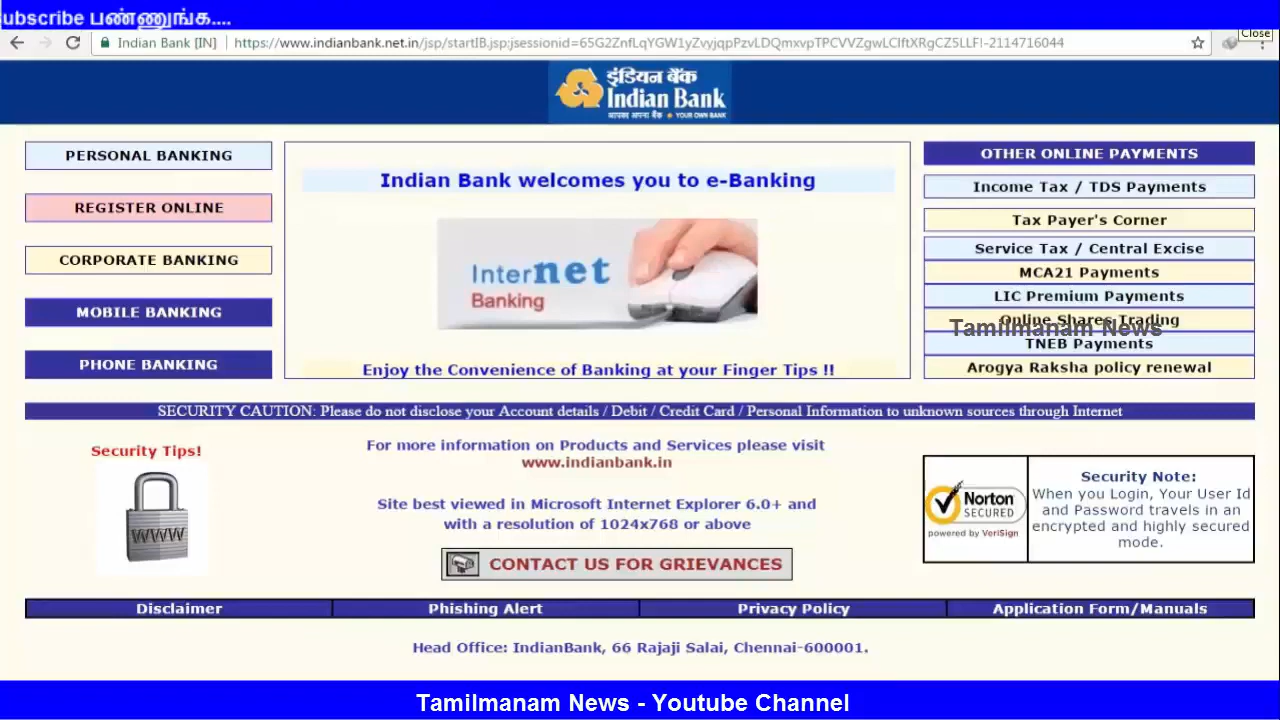 ubscribe பண்ணுங்க....
Close
Indian Bank [IN] https://www.indianbank.net.in/jsp/startIB.jsp;jsessionid=65G2ZnfLqYGW1yZvyjqpPzvLDQmxvpTPCVVZgwLClftXRgCZ5LLF!-2114716044
इंडियन बैंक
Indian Bank
आपका अपना बैंक YOUR OWN BANK
PERSONAL BANKING
REGISTER ONLINE
CORPORATE BANKING
MOBILE BANKING
PHONE BANKING
Indian Bank welcomes you to e-Banking
Internet
Banking
Enjoy the Convenience of Banking at your Finger Tips !!
OTHER ONLINE PAYMENTS
Income Tax / TDS Payments
Tax Payer's Corner
Service Tax / Central Excise
MCA21 Payments
LIC Premium Payments
Online Shares Trading
Tamilmanam News
TNEB Payments
Arogya Raksha policy renewal
SECURITY CAUTION: Please do not disclose your Account details / Debit / Credit Card / Personal Information to unknown sources through Internet
Security Tips!
WWW
For more information on Products and Services please visit
www.indianbank.in
Site best viewed in Microsoft Internet Explorer 6.0+ and
with a resolution of 1024x768 or above
CONTACT US FOR GRIEVANCES
Norton
SECURED
powered by VeriSign
Security Note:
When you Login, Your User Id
and Password travels in an
encrypted and highly secured
mode.
Disclaimer Phishing Alert Privacy Policy Application Form/Manuals
Head Office: IndianBank, 66 Rajaji Salai, Chennai-600001.
Tamilmanam News - Youtube Channel